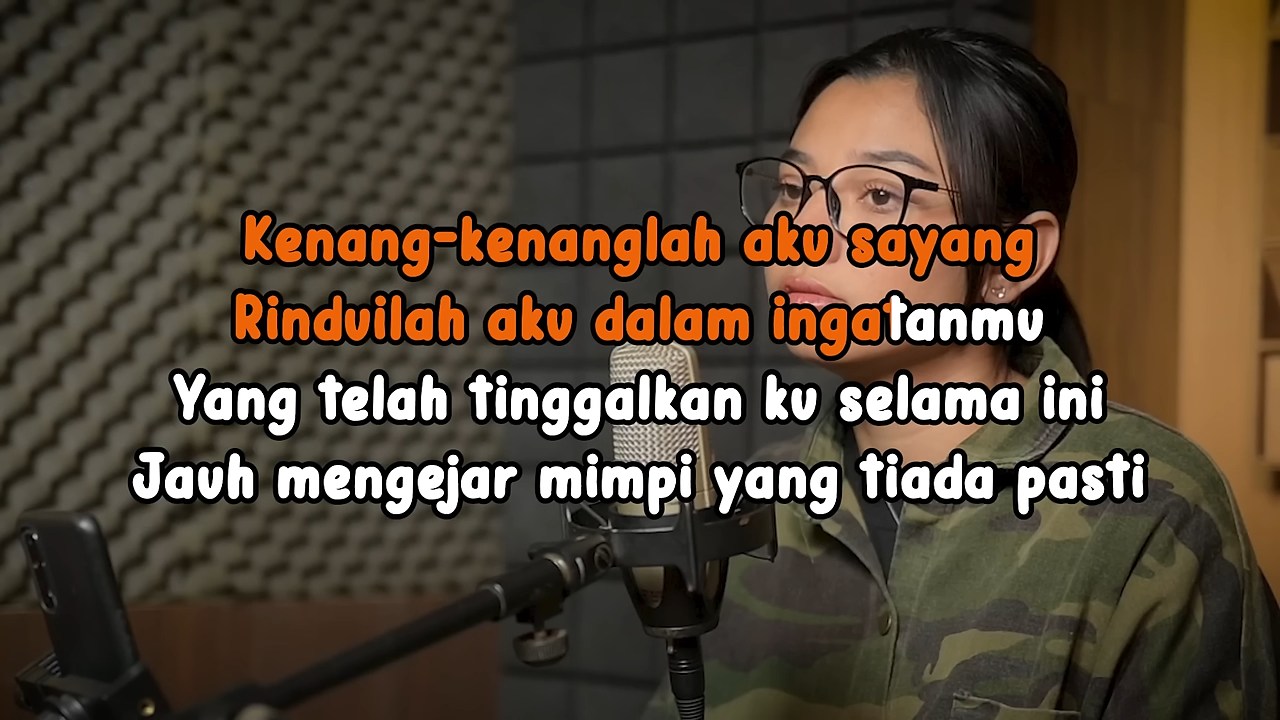 Kenang-kenanglah aku sayang
Rinduilah aku dalam ingatanmu
Yang telah tinggalkan ku selama ini
Jauh mengejar mimpi yang tiada pasti